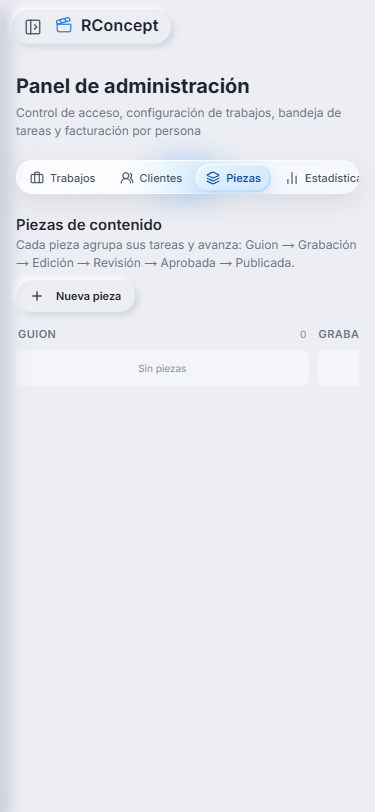 RConcept
Panel de administración
Control de acceso, configuración de trabajos, bandeja de
tareas y facturación por persona
Trabajos
Clientes
Piezas
Estadística
Piezas de contenido
Cada pieza agrupa sus tareas y avanza: Guion → Grabación
→ Edición → Revisión → Aprobada → Publicada.
+ Nueva pieza
GUION 0 GRABA
Sin piezas